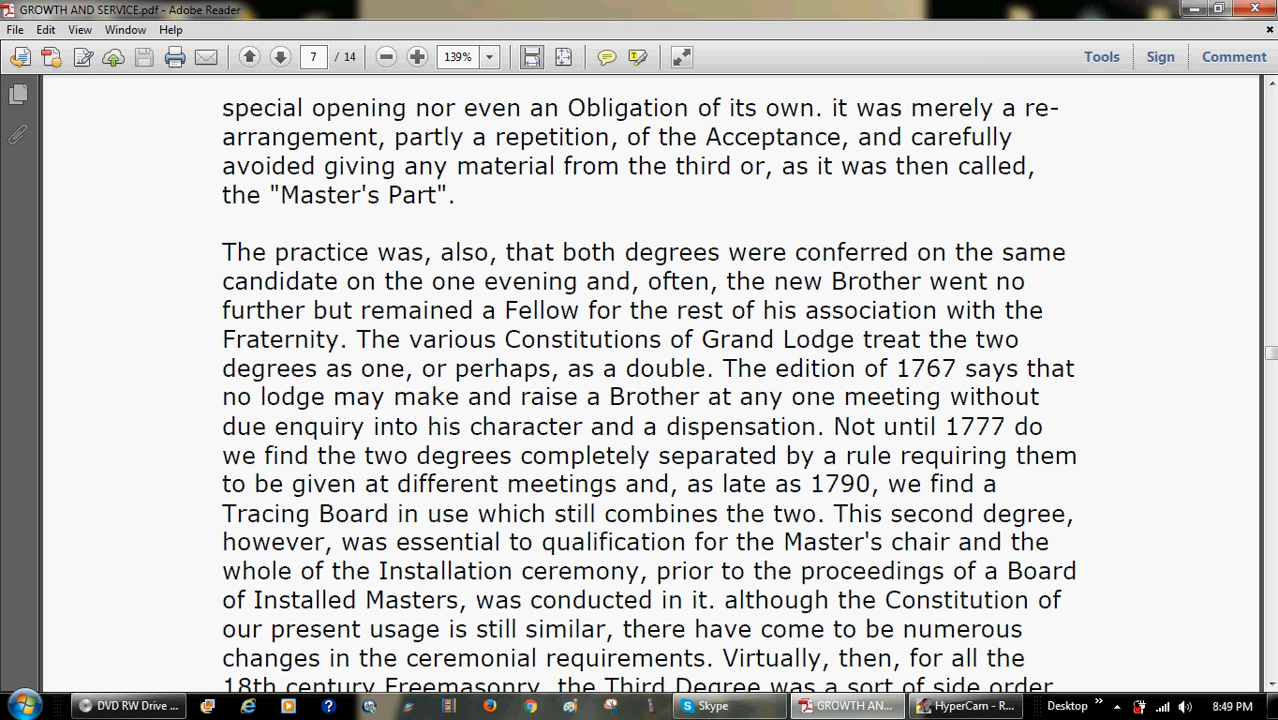 GROWTH AND SERVICE.pdf - Adobe Reader
File Edit View Window Help
7 / 14 139% Tools Sign Comment
special opening nor even an Obligation of its own. it was merely a re-
arrangement, partly a repetition, of the Acceptance, and carefully
avoided giving any material from the third or, as it was then called,
the "Master's Part".
The practice was, also, that both degrees were conferred on the same
candidate on the one evening and, often, the new Brother went no
further but remained a Fellow for the rest of his association with the
Fraternity. The various Constitutions of Grand Lodge treat the two
degrees as one, or perhaps, as a double. The edition of 1767 says that
no lodge may make and raise a Brother at any one meeting without
due enquiry into his character and a dispensation. Not until 1777 do
we find the two degrees completely separated by a rule requiring them
to be given at different meetings and, as late as 1790, we find a
Tracing Board in use which still combines the two. This second degree,
however, was essential to qualification for the Master's chair and the
whole of the Installation ceremony, prior to the proceedings of a Board
of Installed Masters, was conducted in it. although the Constitution of
our present usage is still similar, there have come to be numerous
changes in the ceremonial requirements. Virtually, then, for all the
18th century Freemasonry, the Third Degree was a sort of side order
DVD RW Drive ... Skype GROWTH AN... HyperCam - R... Desktop » 8:49 PM